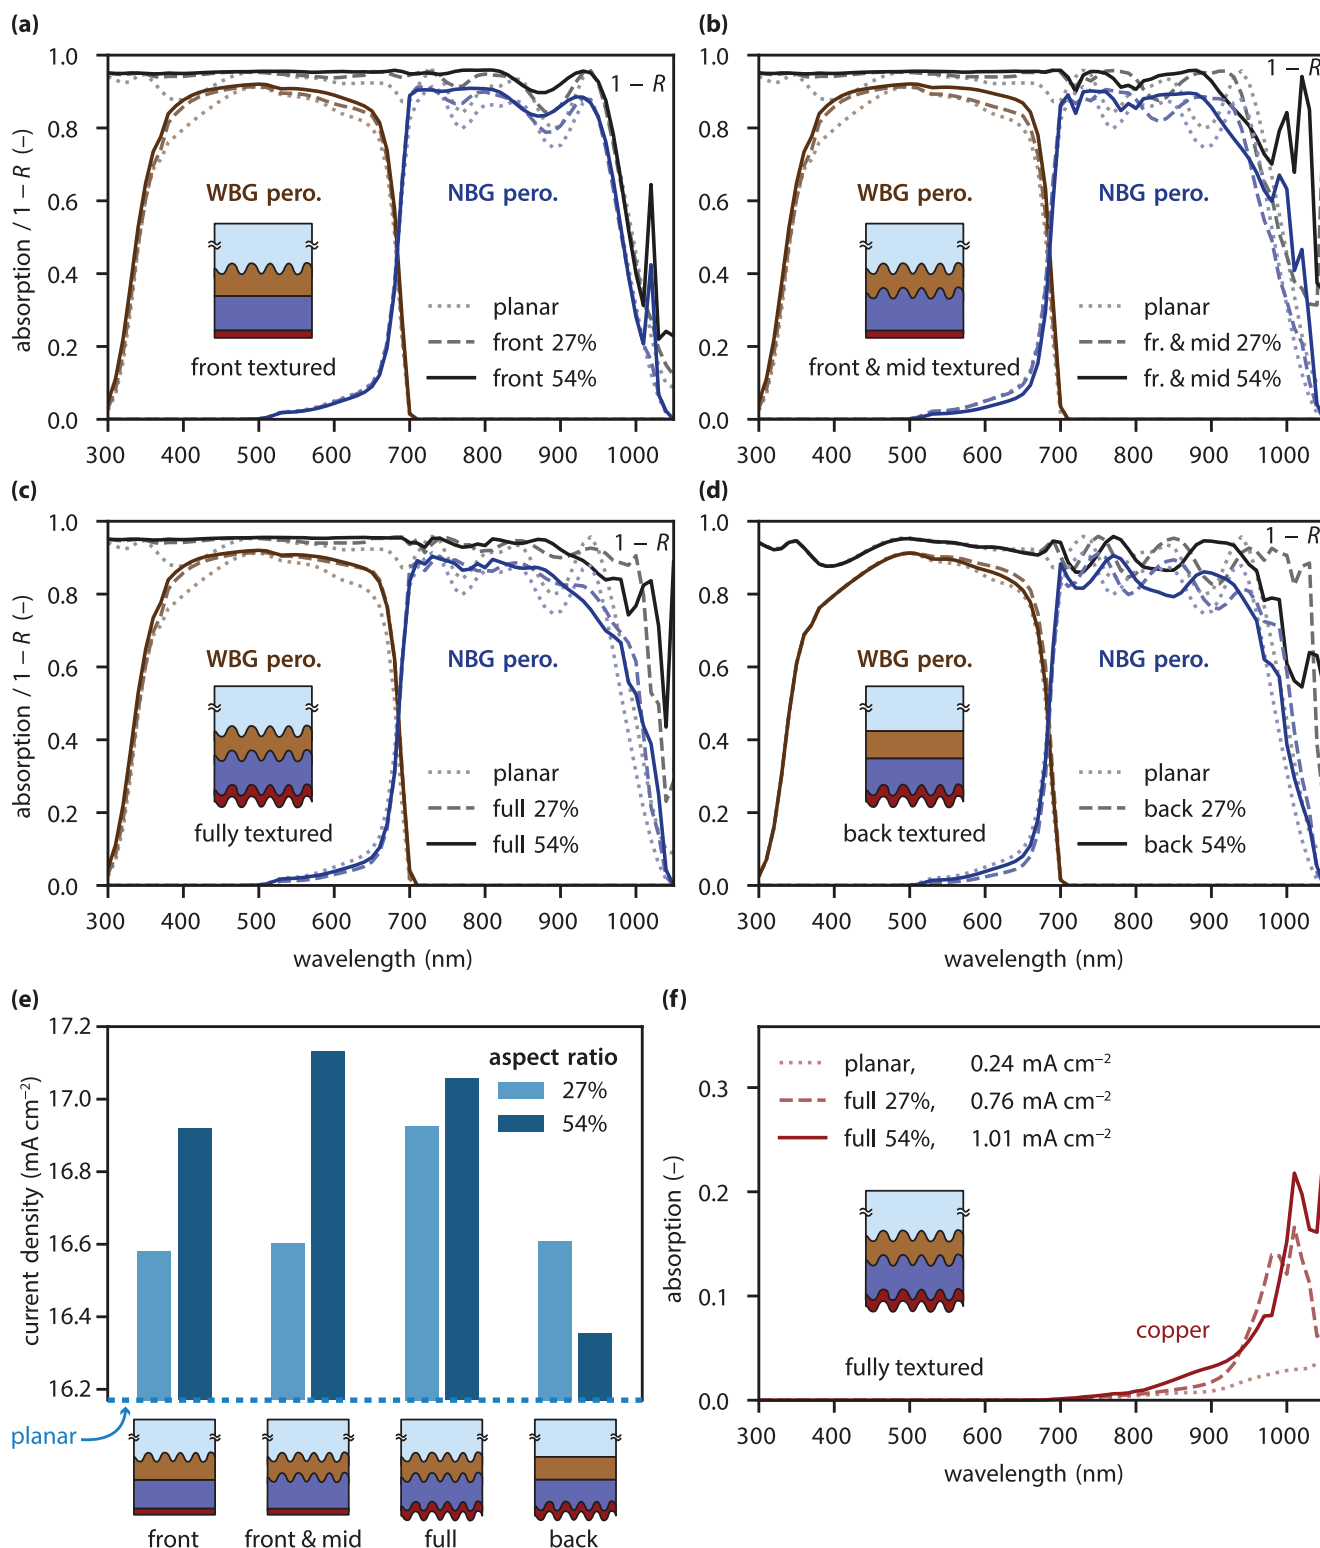 (a)
1.0
0.8
0.6
0.4
0.2
0.0
absorption / 1 − R (−)
1 − R
WBG pero.
NBG pero.
front textured
planar
front 27%
front 54%
300 400 500 600 700 800 900 1000
(b)
1.0
0.8
0.6
0.4
0.2
0.0
1 − R
WBG pero.
NBG pero.
front & mid textured
planar
fr. & mid 27%
fr. & mid 54%
300 400 500 600 700 800 900 1000
(c)
1.0
0.8
0.6
0.4
0.2
0.0
absorption / 1 − R (−)
1 − R
WBG pero.
NBG pero.
fully textured
planar
full 27%
full 54%
300 400 500 600 700 800 900 1000
wavelength (nm)
(d)
1.0
0.8
0.6
0.4
0.2
0.0
1 − R
WBG pero.
NBG pero.
back textured
planar
back 27%
back 54%
300 400 500 600 700 800 900 1000
wavelength (nm)
(e)
17.2
17.0
16.8
16.6
16.4
16.2
current density (mA cm⁻²)
aspect ratio
27%
54%
planar
front
front & mid
full
back
(f)
0.3
0.2
0.1
0.0
absorption (−)
planar, 0.24 mA cm⁻²
full 27%, 0.76 mA cm⁻²
full 54%, 1.01 mA cm⁻²
copper
fully textured
300 400 500 600 700 800 900 1000
wavelength (nm)